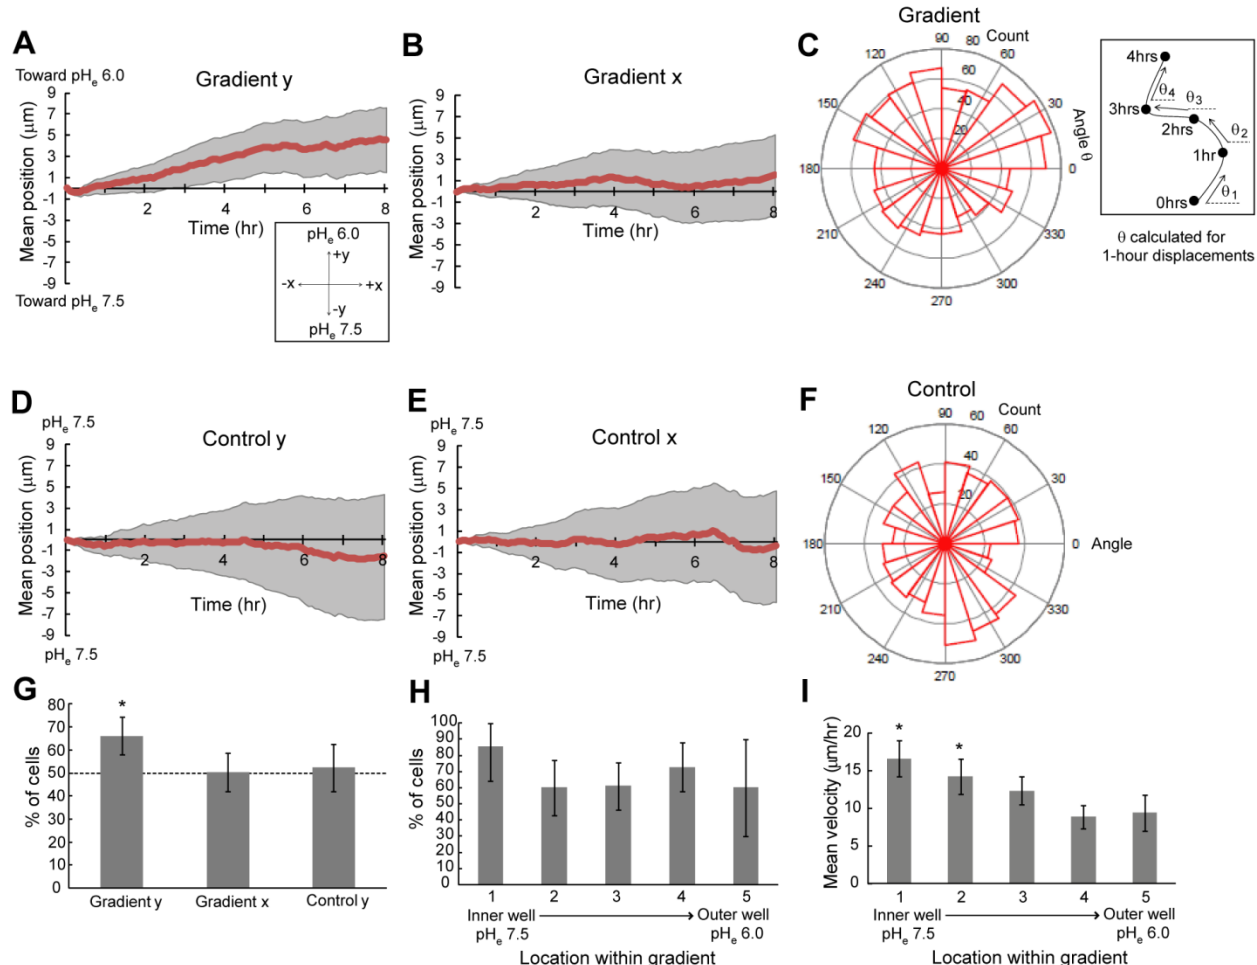 A
Toward pHe 6.0
Gradient y
Mean position (μm)
9
7
5
3
1
-1
-3
-5
-7
-9
2
4
6
8
Time (hr)
Toward pHe 7.5
pHe 6.0
+y
-x
+x
-y
pHe 7.5
B
Gradient x
Mean position (μm)
9
7
5
3
1
-1
-3
-5
-7
-9
2
4
6
8
Time (hr)
C
Gradient
Count
90
80
60
120
60
40
20
150
30
180
0
Angle θ
210
330
240
300
270
4hrs
θ4
θ3
3hrs
2hrs
θ2
1hr
0hrs
θ1
θ calculated for
1-hour displacements
D
pHe 7.5
Control y
Mean position (μm)
9
7
5
3
1
-1
-3
-5
-7
-9
2
4
6
8
Time (hr)
pHe 7.5
E
pHe 7.5
Control x
Mean position (μm)
9
7
5
3
1
-1
-3
-5
-7
-9
2
4
6
8
Time (hr)
pHe 7.5
F
Control
Count
90
60
60
120
40
20
150
30
180
0
Angle
210
330
240
300
270
G
% of cells
80
70
60
50
40
30
20
10
0
*
Gradient y
Gradient x
Control y
H
% of cells
100
90
80
70
60
50
40
30
20
10
0
1
2
3
4
5
Inner well
Outer well
pHe 7.5
pHe 6.0
Location within gradient
I
Mean velocity (μm/hr)
20
15
10
5
0
*
*
1
2
3
4
5
Inner well
Outer well
pHe 7.5
pHe 6.0
Location within gradient